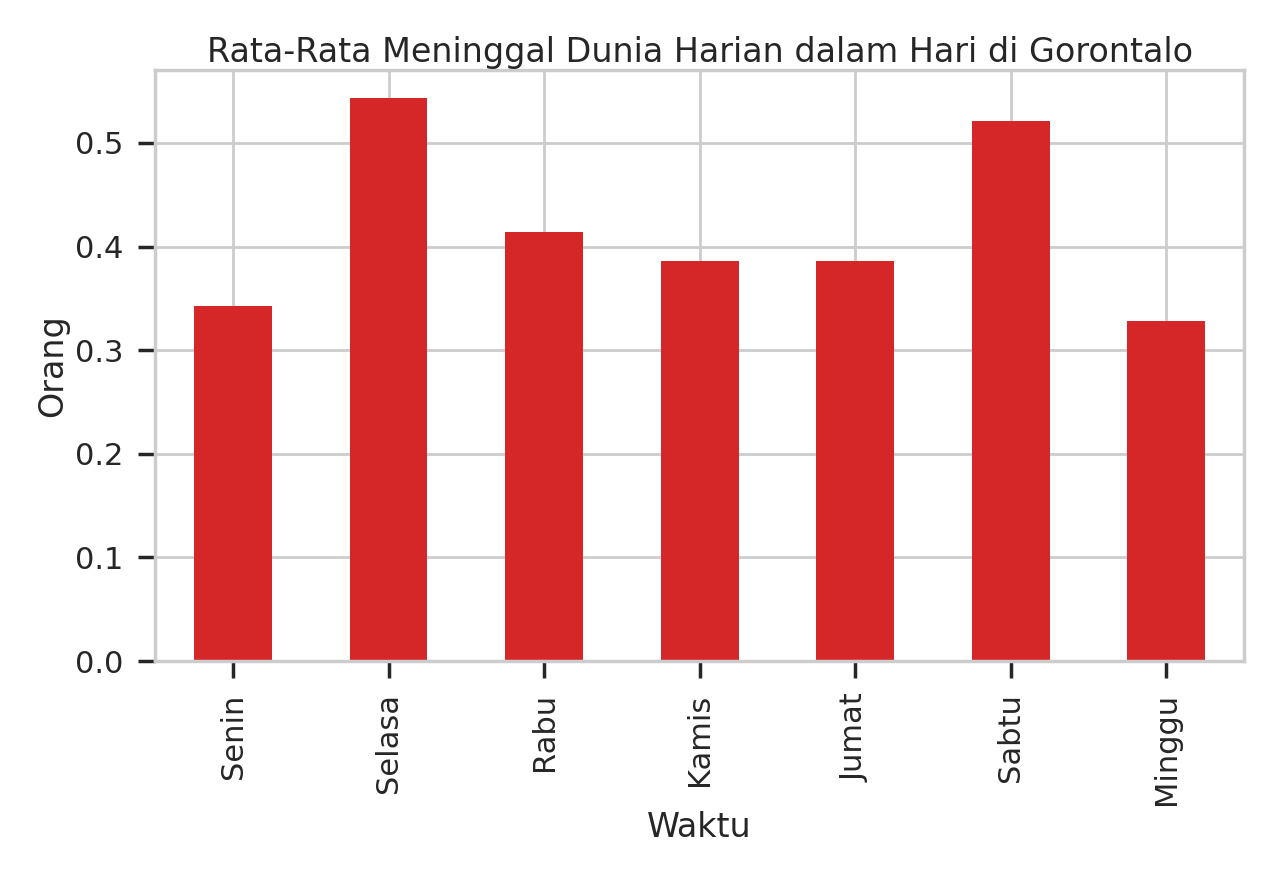 Rata-Rata Meninggal Dunia Harian dalam Hari di Gorontalo
Orang
0.5
0.4
0.3
0.2
0.1
0.0
Senin
Selasa
Rabu
Kamis
Jumat
Sabtu
Minggu
Waktu